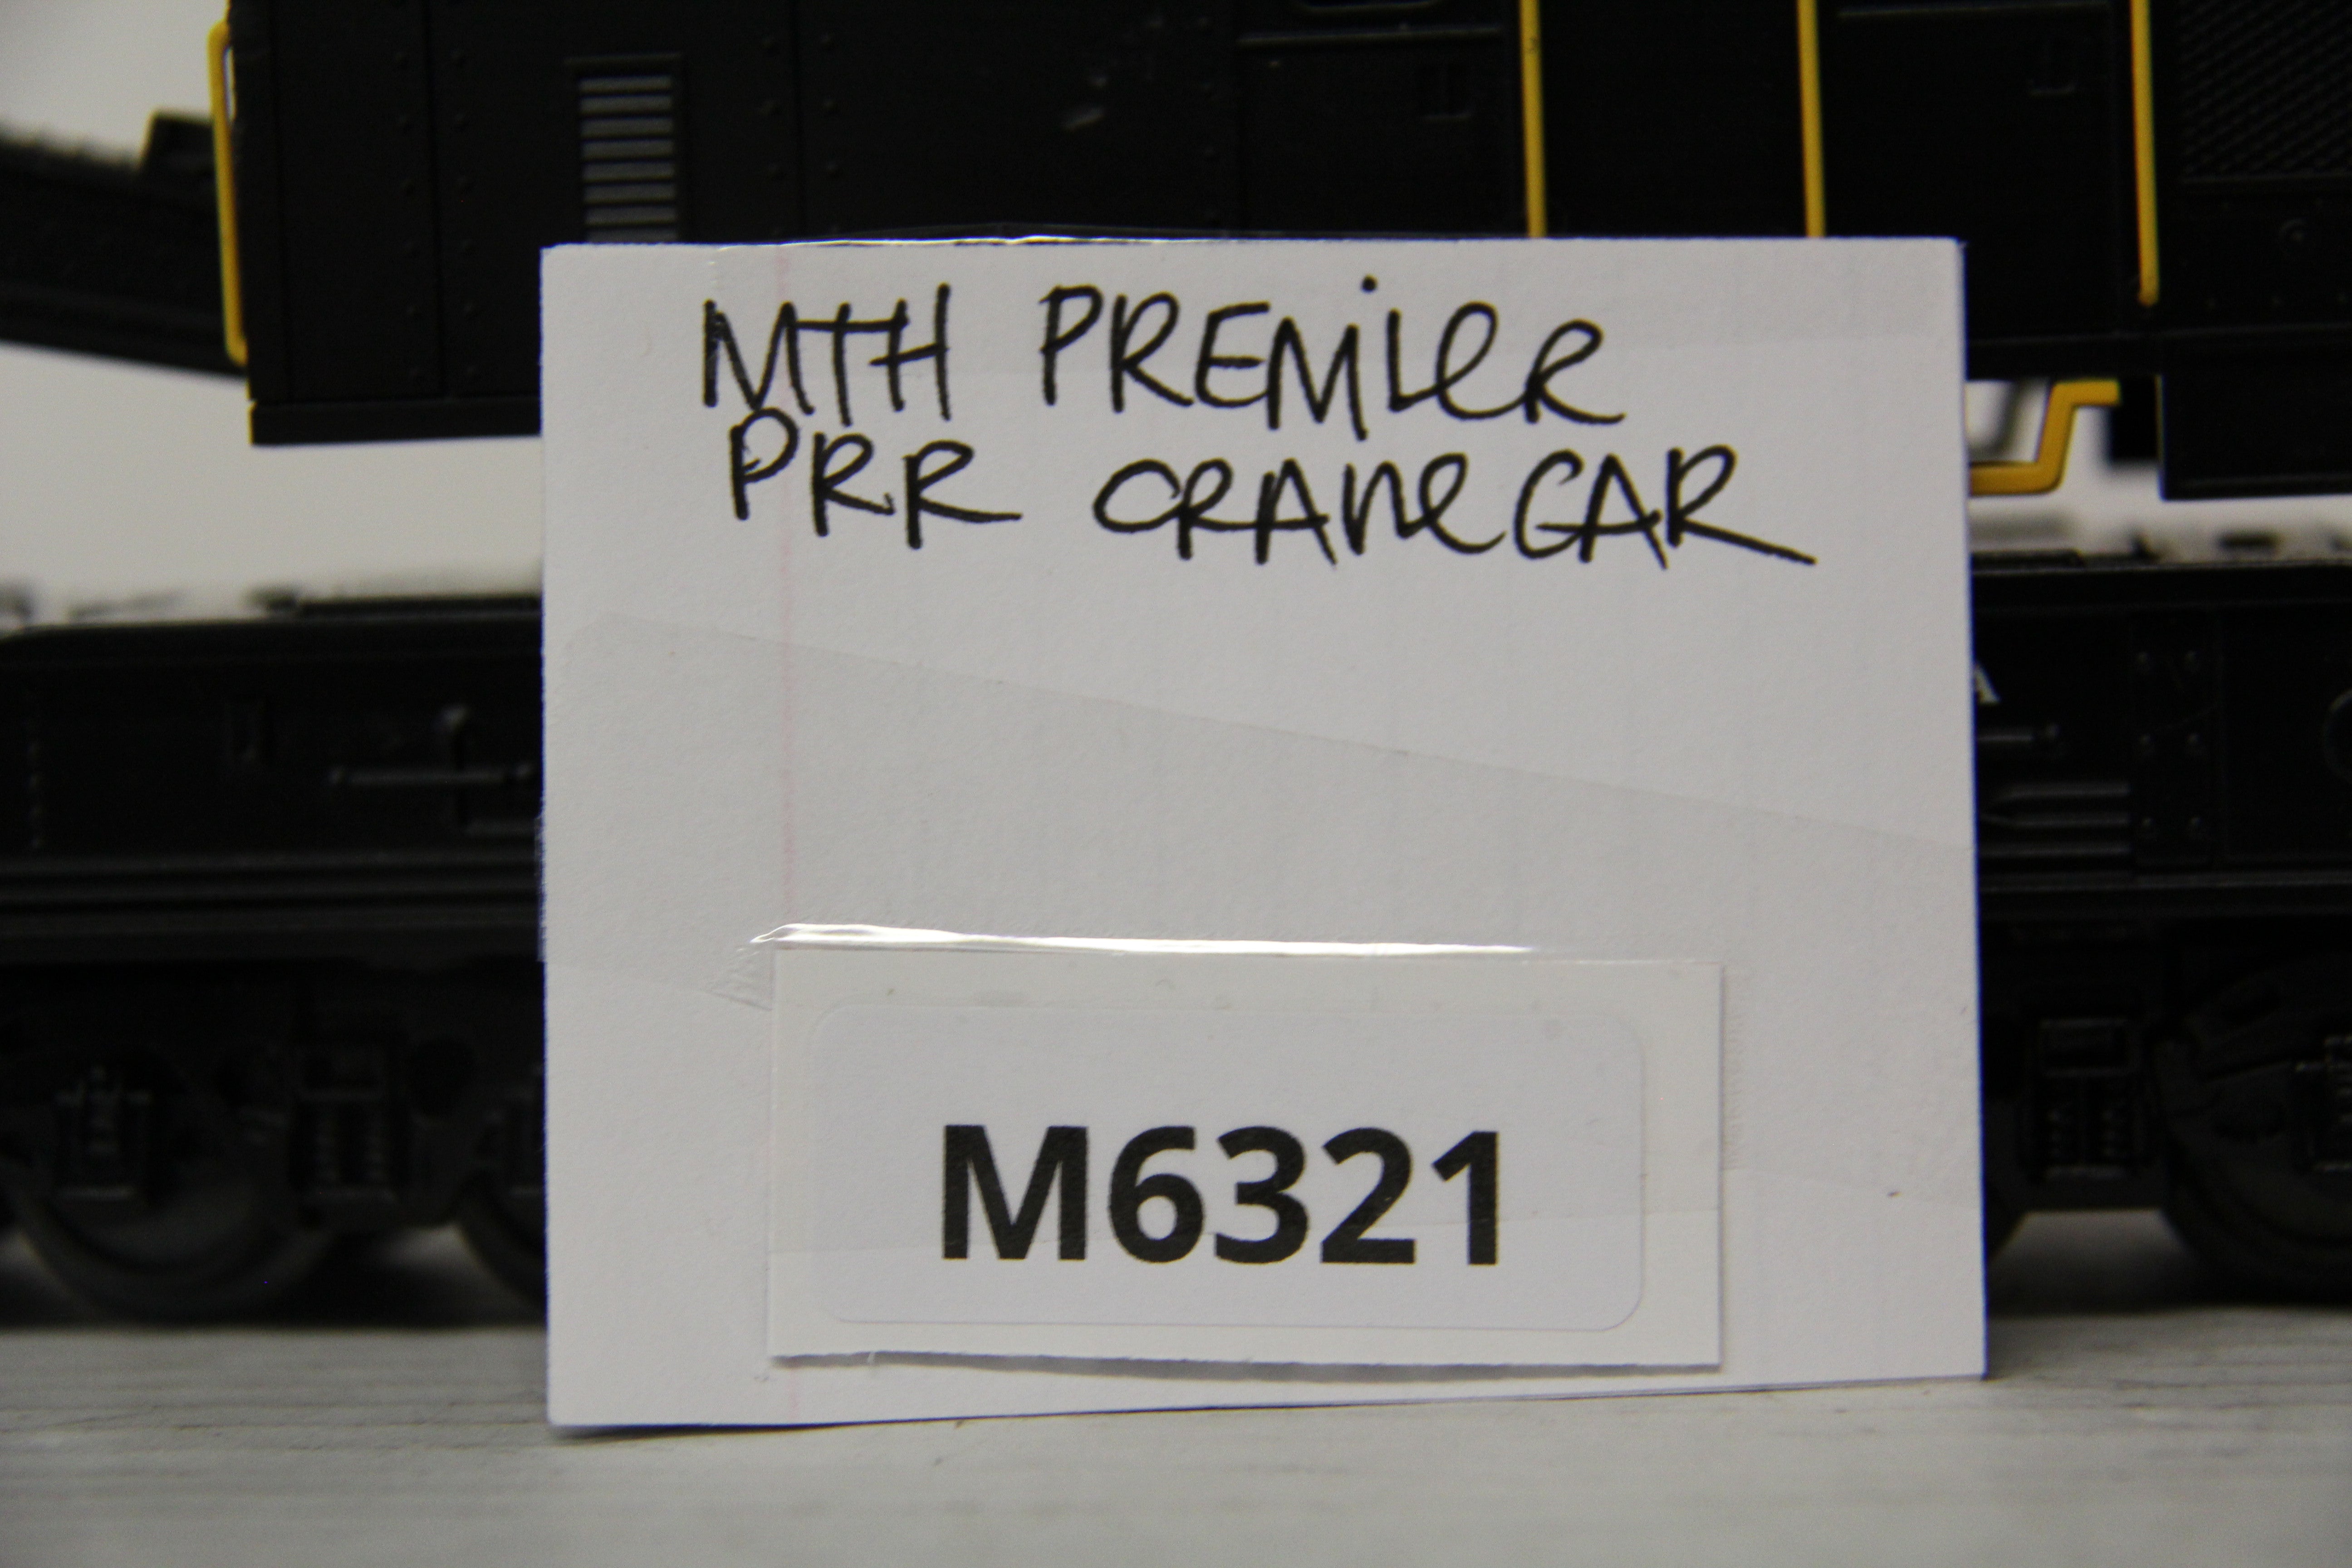 MTH PREMIER
PRR CRANE CAR
A
M6321